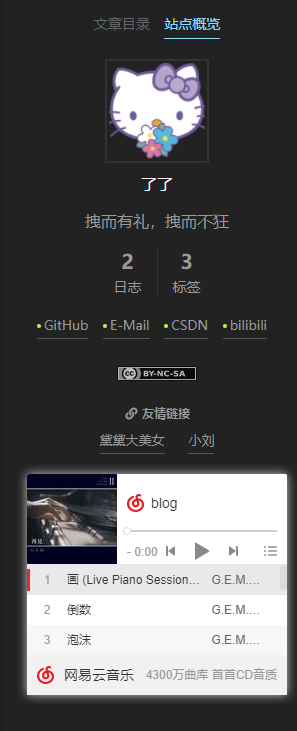 文章目录 站点概览
了了
拽而有礼，拽而不狂
2 3
日志 标签
GitHub E-Mail CSDN bilibili
BY-NC-SA
友情链接
黛黛大美女 小刘
blog
- 0:00
1 画 (Live Piano Session... G.E.M....
2 倒数 G.E.M....
3 泡沫 G.E.M....
网易云音乐 4300万曲库 首首CD音质